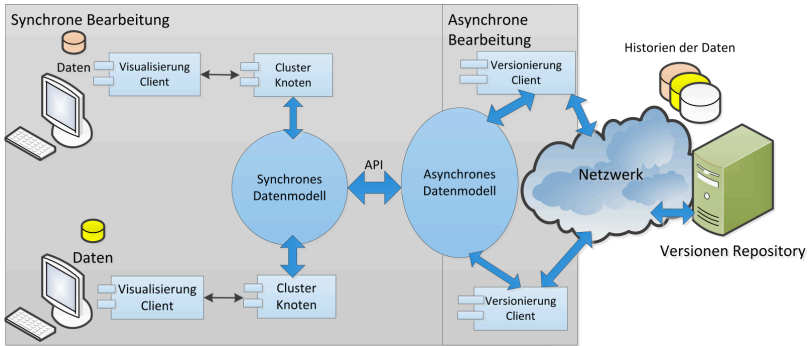 Synchrone Bearbeitung
Asynchrone
Bearbeitung
Historien der Daten
Daten
Visualisierung
Client
Cluster
Knoten
Versionierung
Client
Synchrones
Datenmodell
API
Asynchrones
Datenmodell
Netzwerk
Versionen Repository
Daten
Visualisierung
Client
Cluster
Knoten
Versionierung
Client